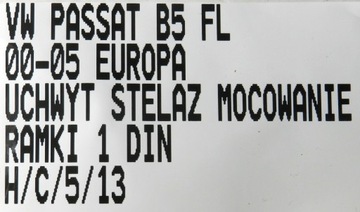 VW PASSAT B5 FL
00-05 EUROPA
UCHWYT STELAZ MOCOWANIE
RAMKI 1 DIN
H/C/5/13